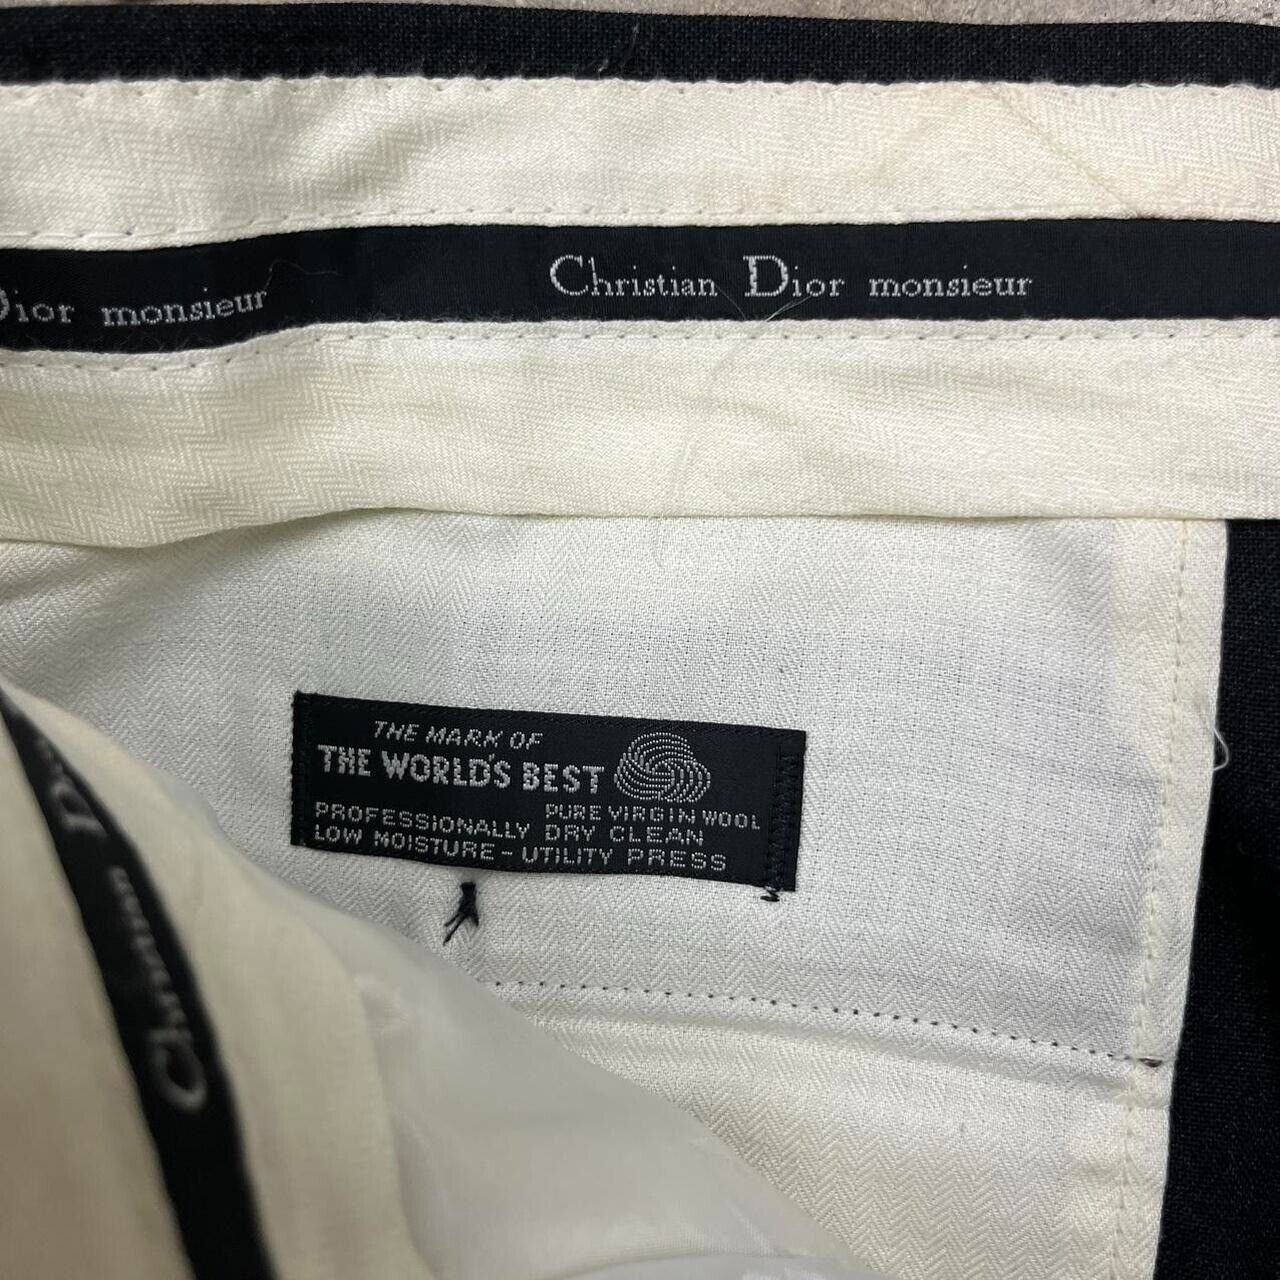 Christian Dior monsieur
Dior monsieur
THE MARK OF
THE WORLD'S BEST
PURE VIRGIN WOOL
PROFESSIONALLY DRY CLEAN
LOW MOISTURE - UTILITY PRESS
Christian D